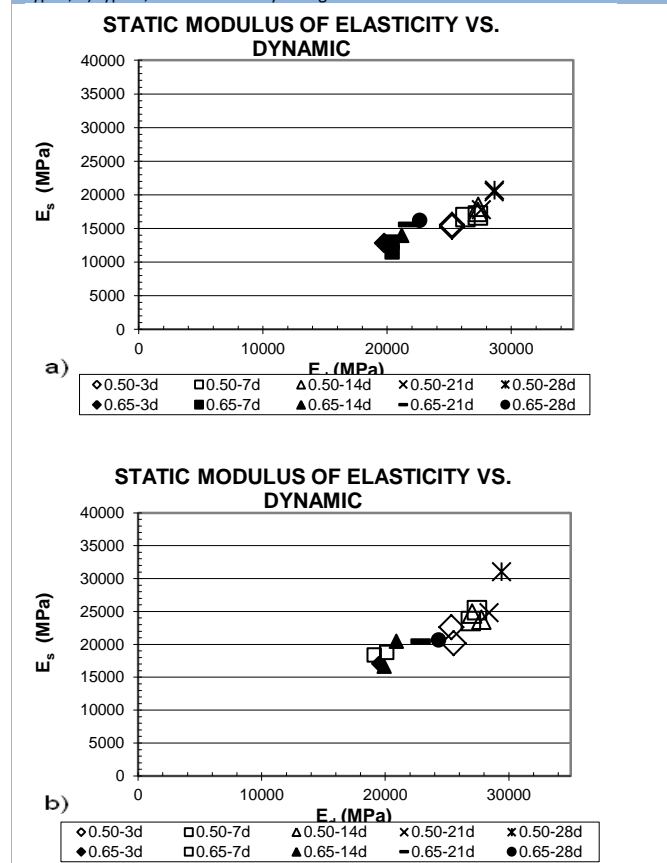 STATIC MODULUS OF ELASTICITY VS.
DYNAMIC
40000
35000
30000
25000
20000
15000
10000
5000
0
Es (MPa)
0 10000 20000 30000
(MPa)
a)
0.50-3d 0.50-7d 0.50-14d 0.50-21d 0.50-28d
0.65-3d 0.65-7d 0.65-14d 0.65-21d 0.65-28d
STATIC MODULUS OF ELASTICITY VS.
DYNAMIC
40000
35000
30000
25000
20000
15000
10000
5000
0
Es (MPa)
0 10000 20000 30000
(MPa)
b)
0.50-3d 0.50-7d 0.50-14d 0.50-21d 0.50-28d
0.65-3d 0.65-7d 0.65-14d 0.65-21d 0.65-28d